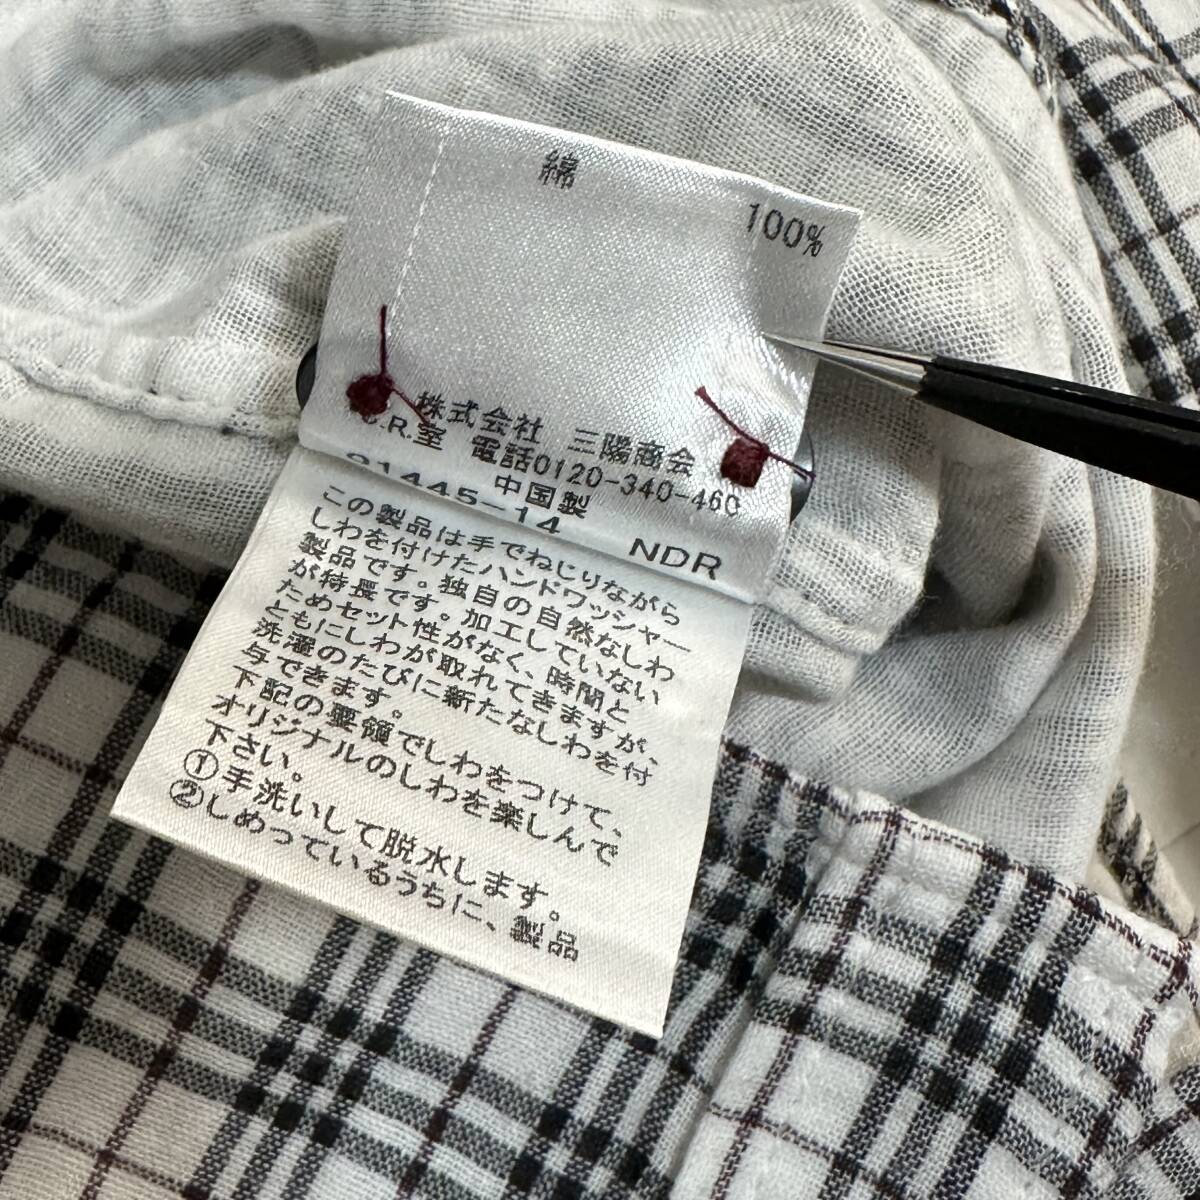 綿
100%
株式会社 三陽商会
C.R.室 電話0120-340-460
中国製
91445-14 NDR
この製品は手でねじりながら
しわを付けたハンドワッシャー
製品です。独自の自然なしわ
が特長です。加工していない
ためセット性がなく、時間と
ともにしわが取れてきますが、
洗濯のたびに新たなしわを付
与できます。
下記の要領でしわをつけて、
オリジナルのしわを楽しんで
下さい。
①手洗いして脱水します。
②しめっているうちに、製品